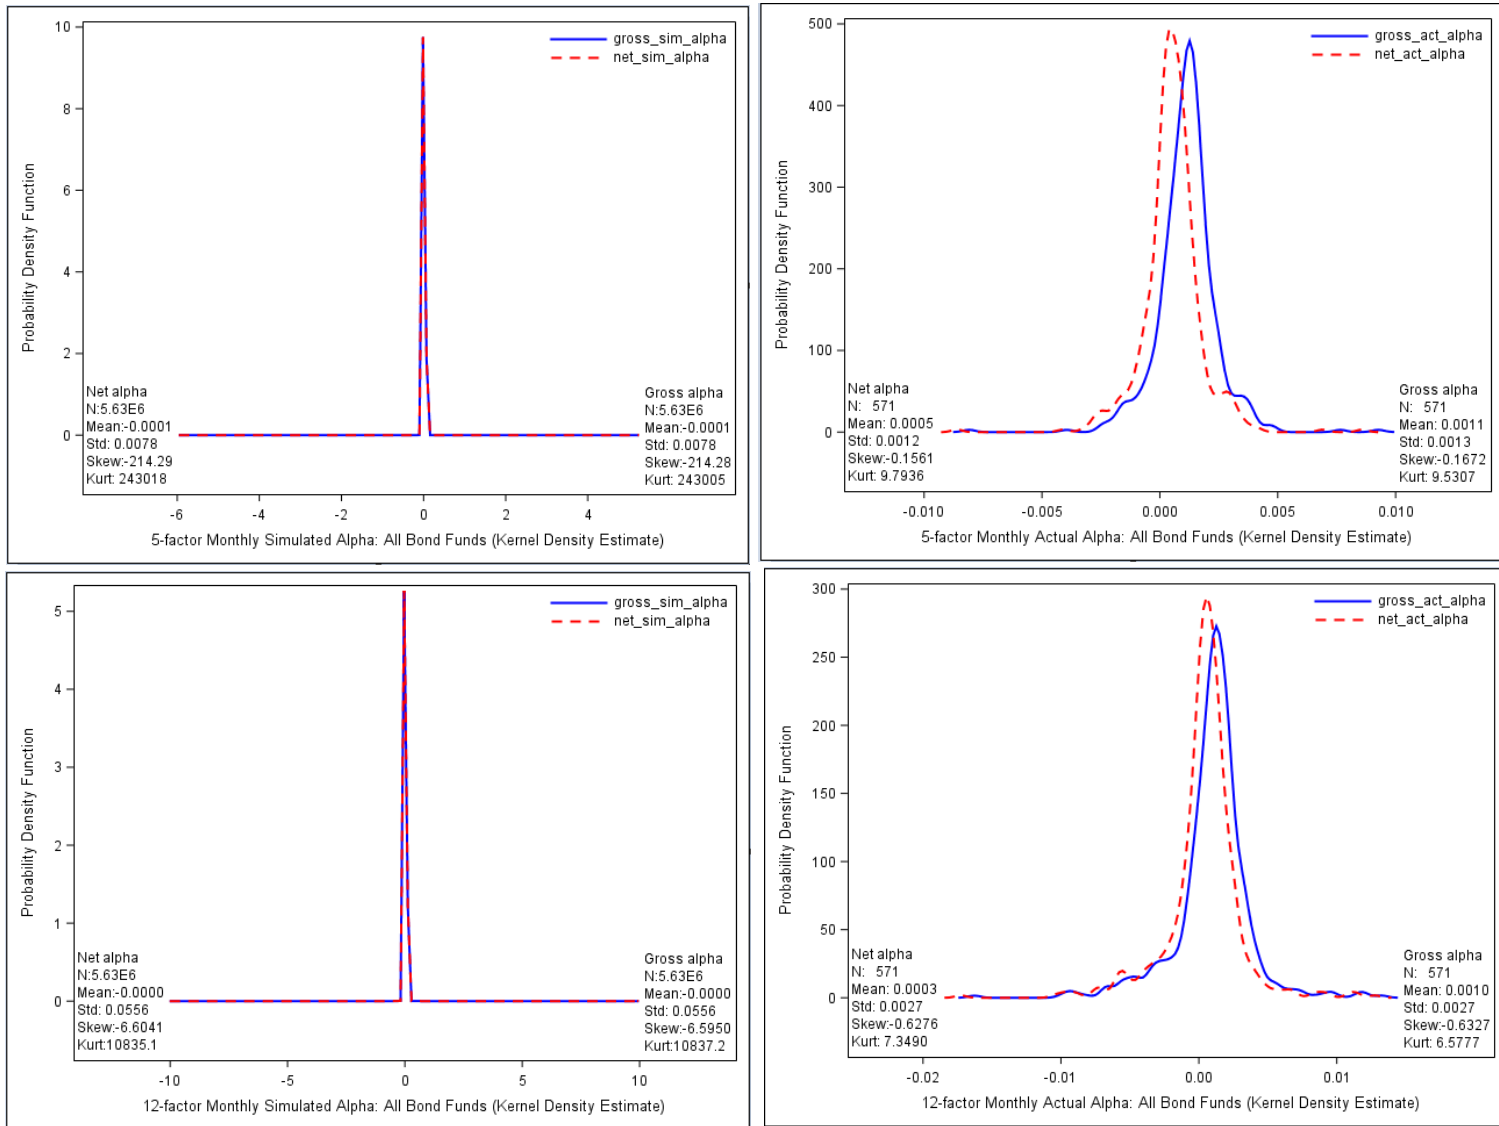 gross_sim_alpha
net_sim_alpha
Probability Density Function
10
8
6
4
2
0
Net alpha
N:5.63E6
Mean:-0.0001
Std: 0.0078
Skew:-214.29
Kurt: 243018
Gross alpha
N:5.63E6
Mean:-0.0001
Std: 0.0078
Skew:-214.28
Kurt: 243005
-6 -4 -2 0 2 4
5-factor Monthly Simulated Alpha: All Bond Funds (Kernel Density Estimate)
gross_act_alpha
net_act_alpha
Probability Density Function
500
400
300
200
100
0
Net alpha
N: 571
Mean: 0.0005
Std: 0.0012
Skew:-0.1561
Kurt: 9.7936
Gross alpha
N: 571
Mean: 0.0011
Std: 0.0013
Skew:-0.1672
Kurt: 9.5307
-0.010 -0.005 0.000 0.005 0.010
5-factor Monthly Actual Alpha: All Bond Funds (Kernel Density Estimate)
gross_sim_alpha
net_sim_alpha
Probability Density Function
5
4
3
2
1
0
Net alpha
N:5.63E6
Mean:-0.0000
Std: 0.0556
Skew:-6.6041
Kurt:10835.1
Gross alpha
N:5.63E6
Mean:-0.0000
Std: 0.0556
Skew:-6.5950
Kurt:10837.2
-10 -5 0 5 10
12-factor Monthly Simulated Alpha: All Bond Funds (Kernel Density Estimate)
gross_act_alpha
net_act_alpha
Probability Density Function
300
250
200
150
100
50
0
Net alpha
N: 571
Mean: 0.0003
Std: 0.0027
Skew:-0.6276
Kurt: 7.3490
Gross alpha
N: 571
Mean: 0.0010
Std: 0.0027
Skew:-0.6327
Kurt: 6.5777
-0.02 -0.01 0.00 0.01
12-factor Monthly Actual Alpha: All Bond Funds (Kernel Density Estimate)